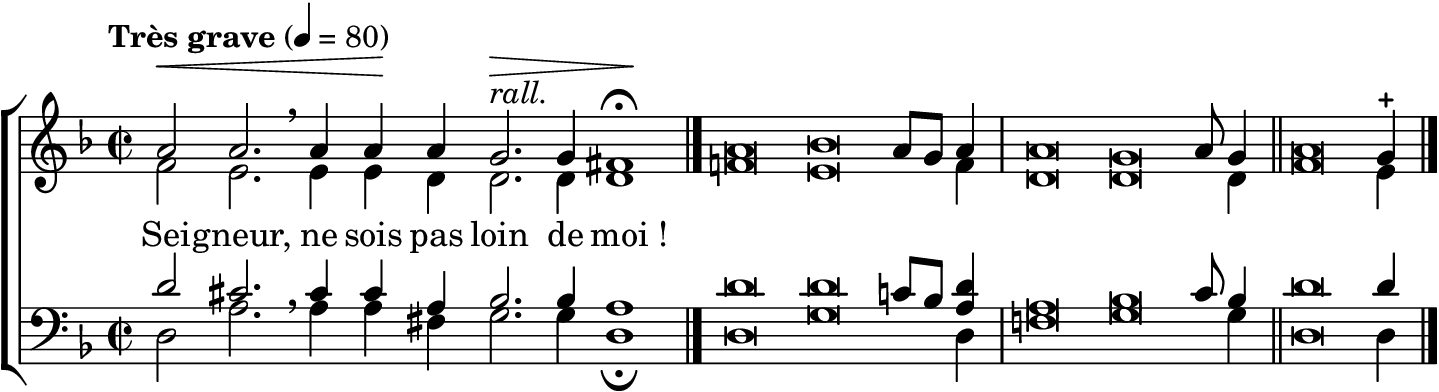 Très grave (♩ = 80)
rall.
Seigneur, ne sois pas loin de moi !